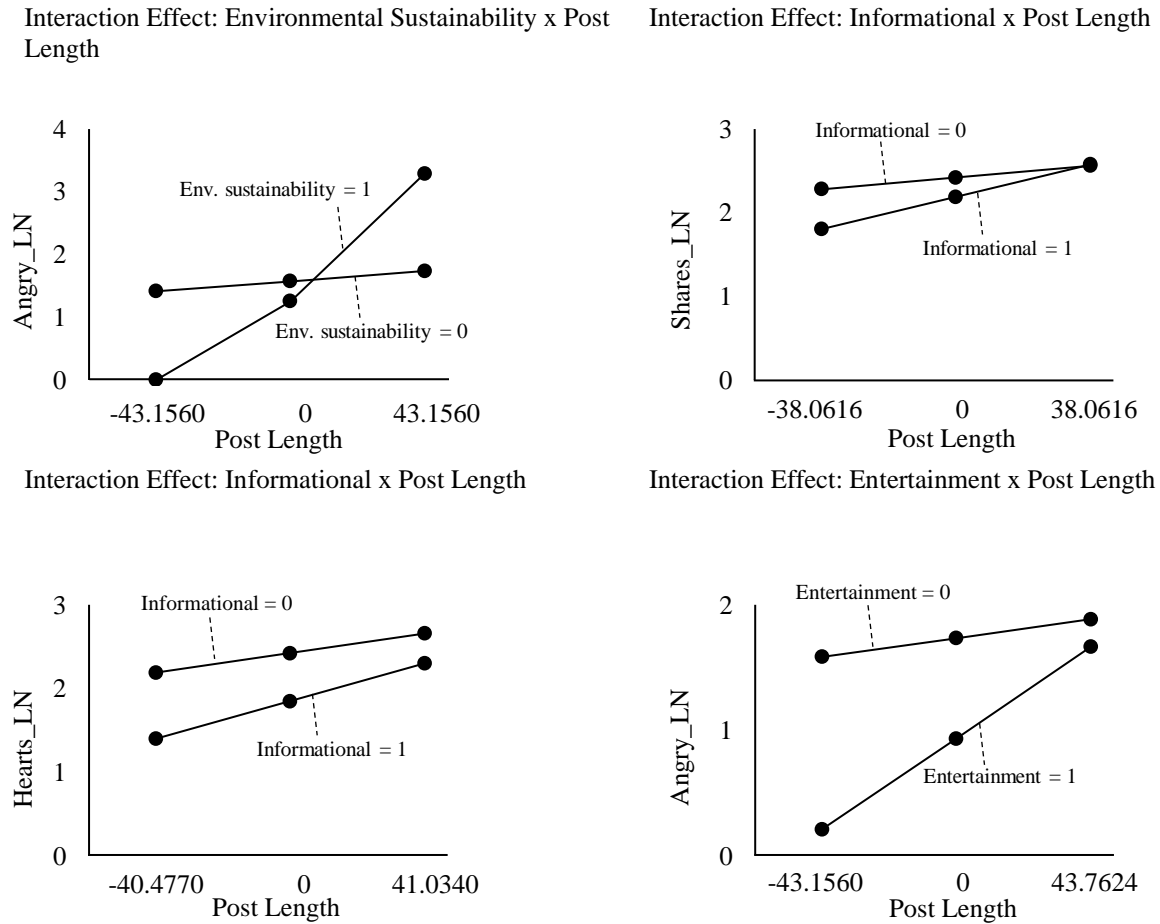 Interaction Effect: Environmental Sustainability x Post
Length
4
3
2
1
0
Angry_LN
Env. sustainability = 1
Env. sustainability = 0
-43.1560 0 43.1560
Post Length
Interaction Effect: Informational x Post Length
3
2
1
0
Shares_LN
Informational = 0
Informational = 1
-38.0616 0 38.0616
Post Length
Interaction Effect: Informational x Post Length
3
2
1
0
Hearts_LN
Informational = 0
Informational = 1
-40.4770 0 41.0340
Post Length
Interaction Effect: Entertainment x Post Length
2
1
0
Angry_LN
Entertainment = 0
Entertainment = 1
-43.1560 0 43.7624
Post Length